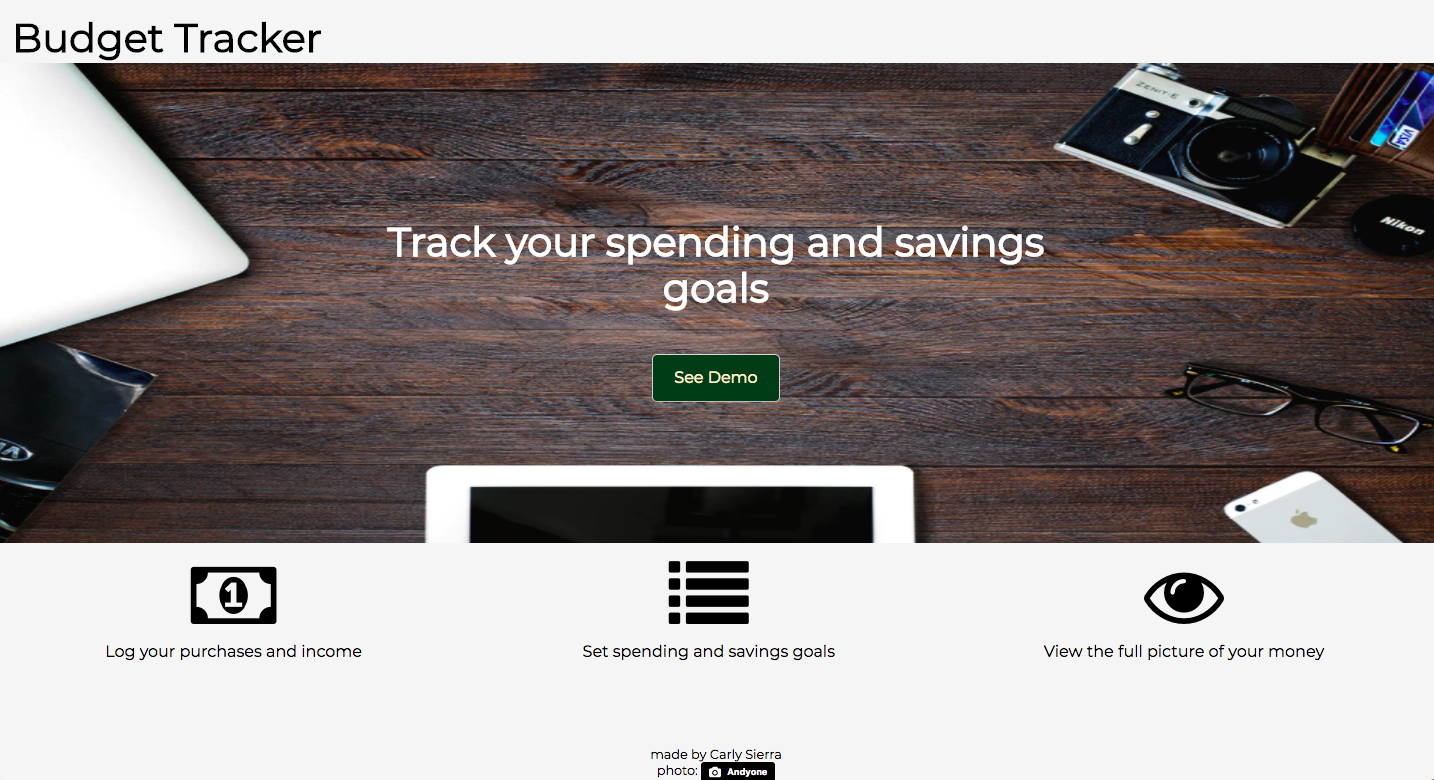 Budget Tracker
ZENIT-E
VISA
Nikon
Track your spending and savings
goals
See Demo
1
Log your purchases and income
Set spending and savings goals
View the full picture of your money
made by Carly Sierra
photo: Andyone